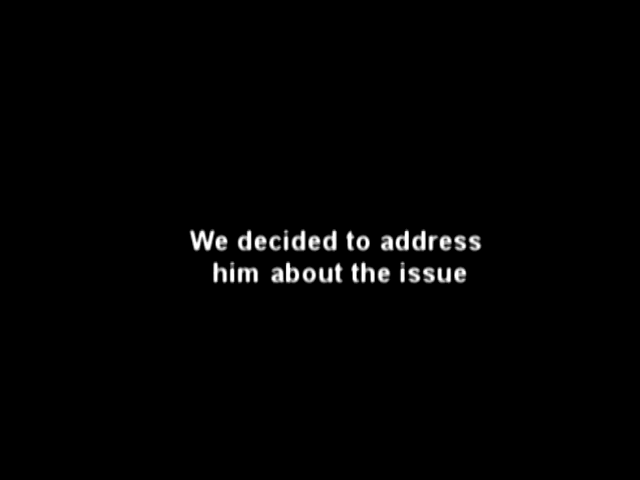 We decided to address
him about the issue